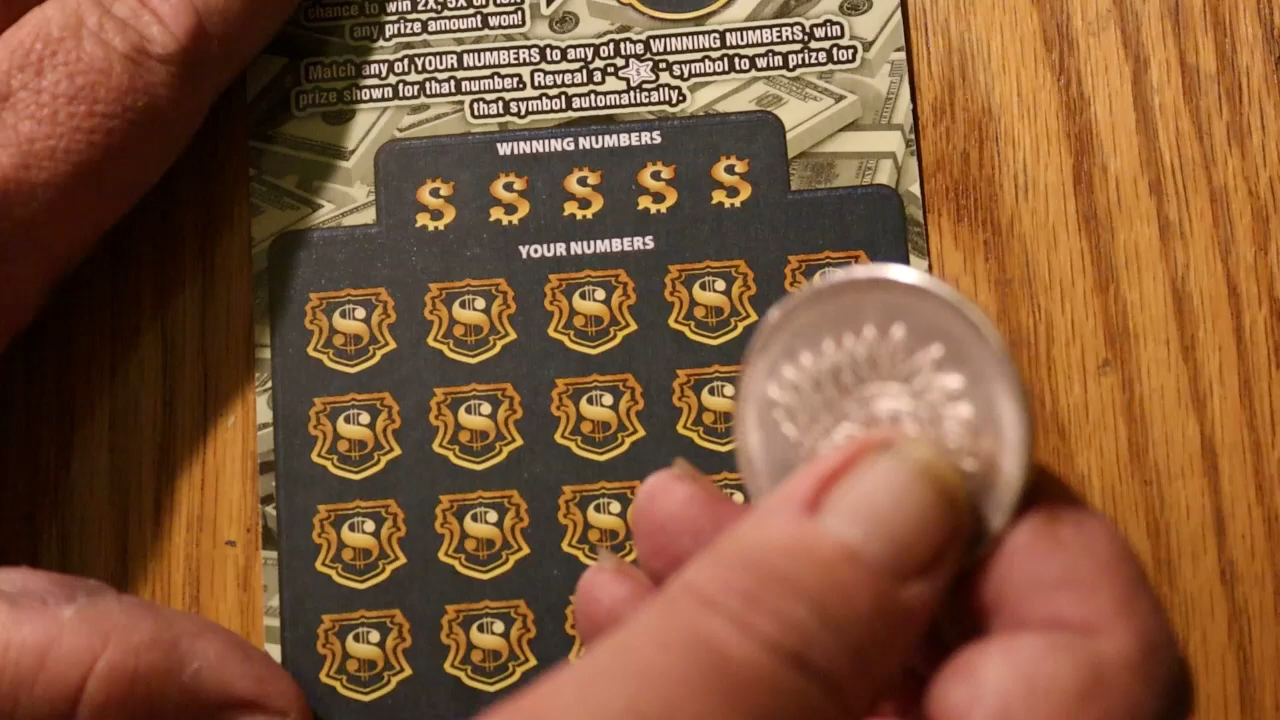 chance to win 2X, 5X or 10X
any prize amount won!
Match any of YOUR NUMBERS to any of the WINNING NUMBERS, win
prize shown for that number. Reveal a " " symbol to win prize for
that symbol automatically.
WINNING NUMBERS
$ $ $ $ $
YOUR NUMBERS
$ $ $ $ $
$ $ $ $
$ $ $
$ $